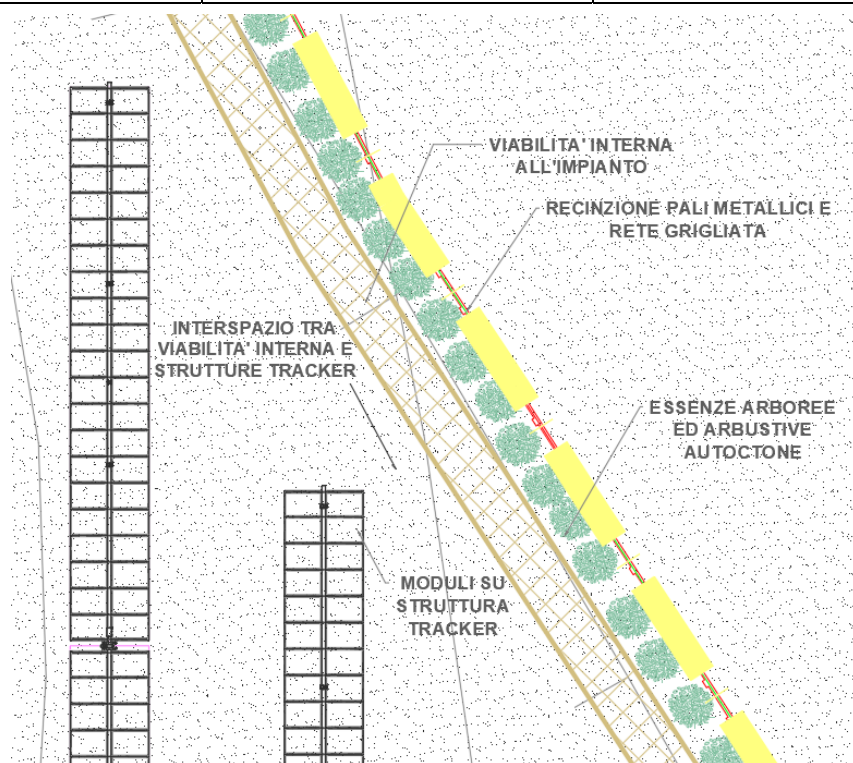 VIABILITA' INTERNA
ALL'IMPIANTO
RECINZIONE PALI METALLICI E
RETE GRIGLIATA
INTERSPAZIO TRA
VIABILITA' INTERNA E
STRUTTURE TRACKER
ESSENZE ARBOREE
ED ARBUSTIVE
AUTOCTONE
MODULI SU
STRUTTURA
TRACKER